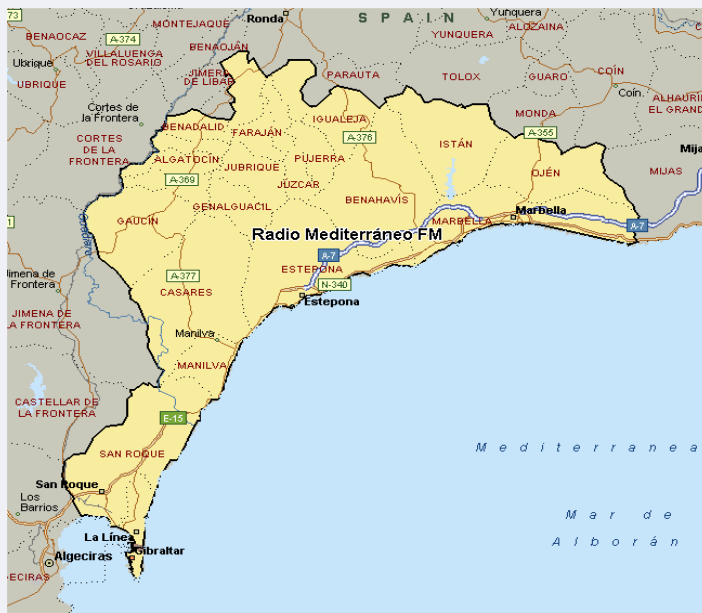 73
MONTEJAQUE
Ronda
S P A I N
Yunquera
YUNQUERA
ALOZAINA
BENAOCAZ
A-374
BENAOJÁN
VILLALUENGA
DEL ROSARIO
Ubrique
UBRIQUE
JIMERA
DE LÍBAR
PARAUTA
TOLOX
GUARO
COÍN
Coín
ALHAURÍN
EL GRAND
Cortes de
la Frontera
CORTES
DE LA
FRONTERA
BENADALID
FARAJÁN
IGUALEJA
A-376
MONDA
A-355
ISTÁN
Mija
MIJAS
ALGATOCÍN
JUBRIQUE
PUJERRA
OJÉN
A-369
JÚZCAR
GENALGUACIL
BENAHAVÍS
Marbella
MARBELLA
GAUCÍN
Radio Mediterráneo FM
A-7
A-7
ESTEPONA
N-340
Estepona
A-377
CASARES
Jimena de
la Frontera
JIMENA DE
LA FRONTERA
Manilva
MANILVA
CASTELLAR DE
LA FRONTERA
E-15
SAN ROQUE
San Roque
Los
Barrios
La Línea
Gibraltar
Algeciras
GECIRAS
M e d i t e r r a n e a
M a r d e
A l b o r á n